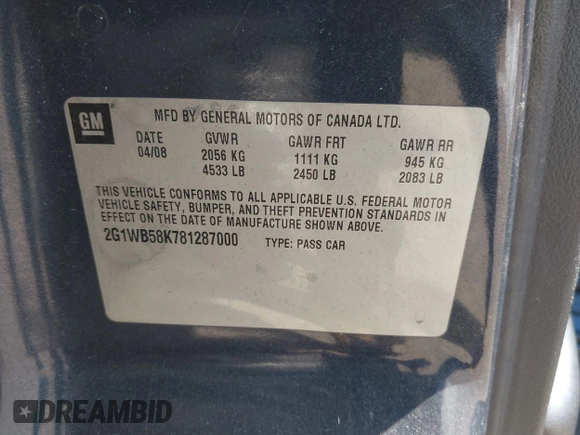 GM
MFD BY GENERAL MOTORS OF CANADA LTD.
DATE GVWR GAWR FRT GAWR RR
04/08 2056 KG 1111 KG 945 KG
4533 LB 2450 LB 2083 LB
THIS VEHICLE CONFORMS TO ALL APPLICABLE U.S. FEDERAL MOTOR
VEHICLE SAFETY, BUMPER, AND THEFT PREVENTION STANDARDS IN
EFFECT ON THE DATE OF MANUFACTURE SHOWN ABOVE.
2G1WB58K781287000 TYPE: PASS CAR
DREAMBID